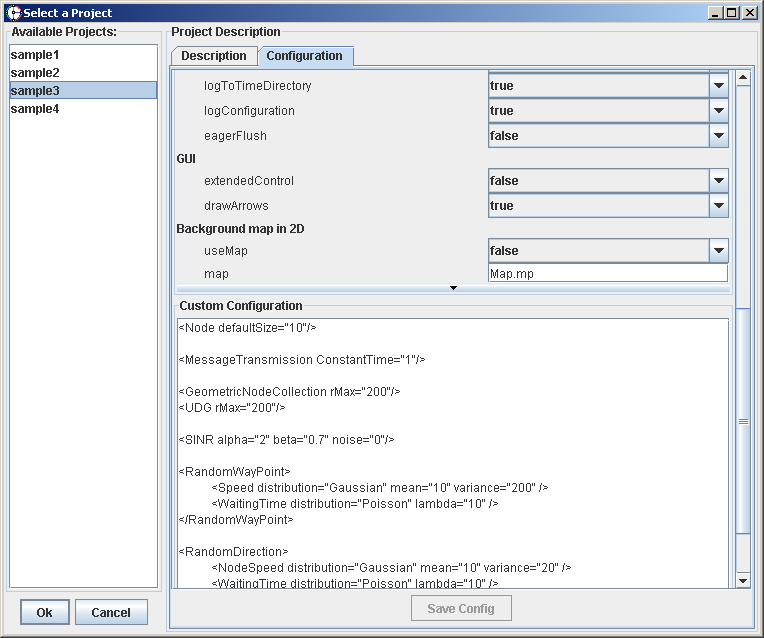 Select a Project
Available Projects:
sample1
sample2
sample3
sample4
Project Description
Description Configuration
logToTimeDirectory true
logConfiguration true
eagerFlush false
GUI
extendedControl false
drawArrows true
Background map in 2D
useMap false
map Map.mp
Custom Configuration
<Node defaultSize="10"/>
<MessageTransmission ConstantTime="1"/>
<GeometricNodeCollection rMax="200"/>
<UDG rMax="200"/>
<SINR alpha="2" beta="0.7" noise="0"/>
<RandomWayPoint>
<Speed distribution="Gaussian" mean="10" variance="200" />
<WaitingTime distribution="Poisson" lambda="10" />
</RandomWayPoint>
<RandomDirection>
<NodeSpeed distribution="Gaussian" mean="10" variance="20" />
<WaitingTime distribution="Poisson" lambda="10" />
Ok Cancel
Save Config